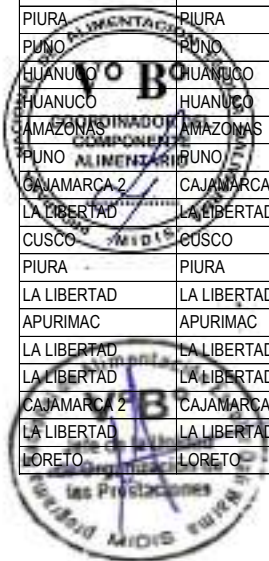 PIURA PIURA
PUNO PUNO
HUANUCO HUANUCO
HUANUCO HUANUCO
AMAZONAS AMAZONAS
PUNO PUNO
CAJAMARCA 2 CAJAMARCA
LA LIBERTAD LA LIBERTAD
CUSCO CUSCO
PIURA PIURA
LA LIBERTAD LA LIBERTAD
APURIMAC APURIMAC
LA LIBERTAD LA LIBERTAD
LA LIBERTAD LA LIBERTAD
CAJAMARCA 2 CAJAMARCA
LA LIBERTAD LA LIBERTAD
LORETO LORETO
V° B°
COORDINADOR DEL
COMPONENTE
ALIMENTARIO
MIDIS
B°
las Prestaciones
MIDIS